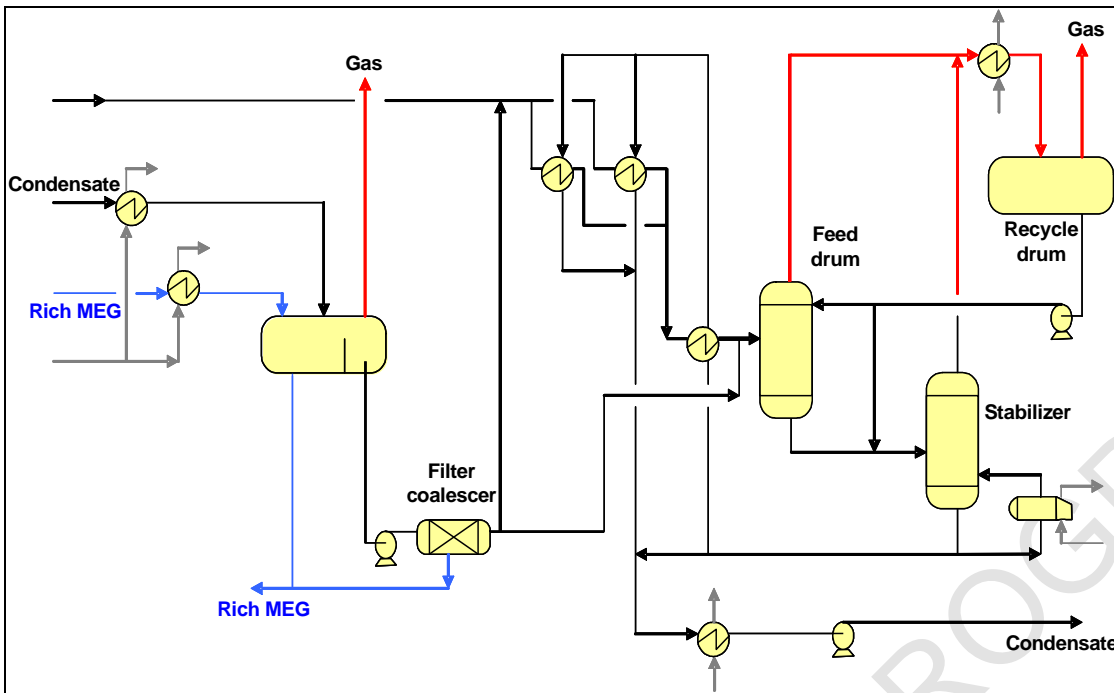 Gas
Gas
Condensate
Rich MEG
Feed
drum
Recycle
drum
Stabilizer
Filter
coalescer
Rich MEG
Condensate